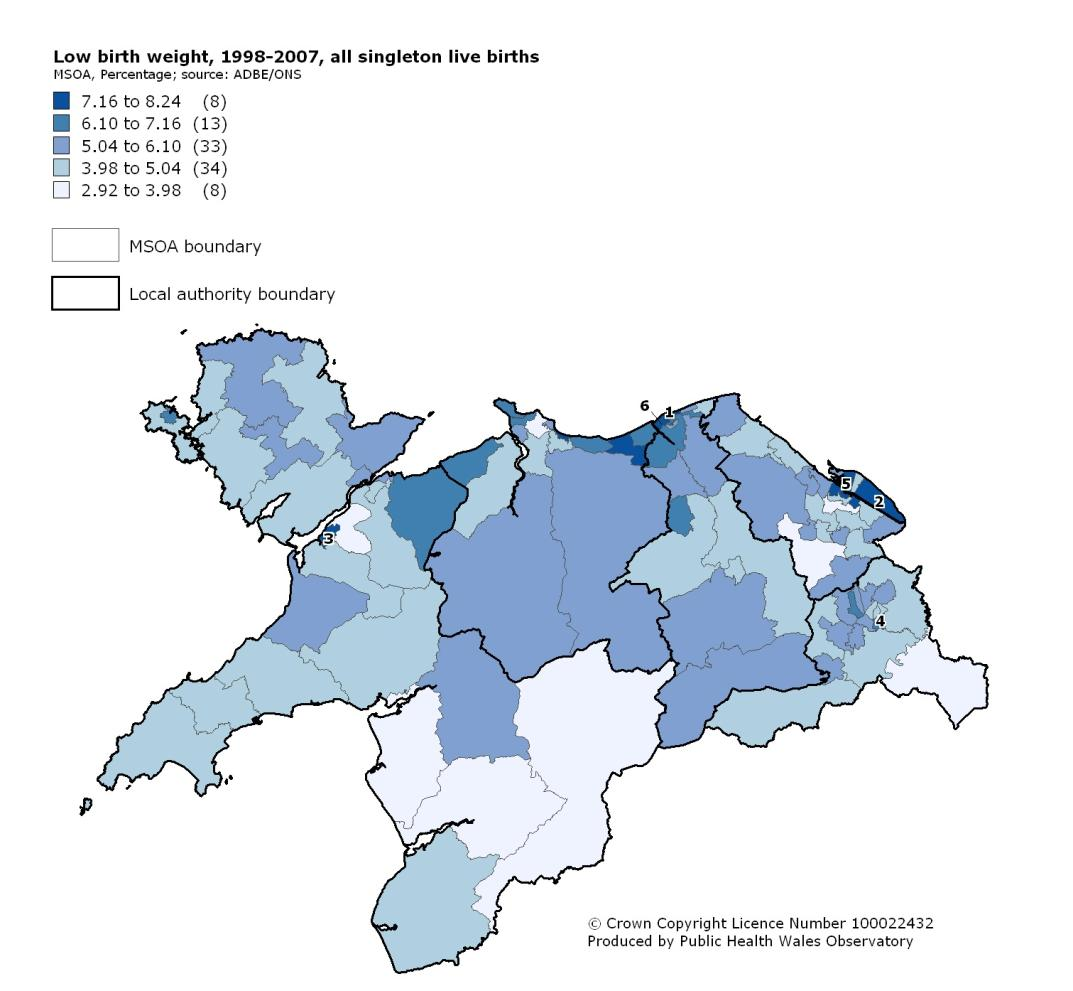 Low birth weight, 1998-2007, all singleton live births
MSOA, Percentage; source: ADBE/ONS
7.16 to 8.24 (8)
6.10 to 7.16 (13)
5.04 to 6.10 (33)
3.98 to 5.04 (34)
2.92 to 3.98 (8)
MSOA boundary
Local authority boundary
6
1
5
2
3
4
© Crown Copyright Licence Number 100022432
Produced by Public Health Wales Observatory